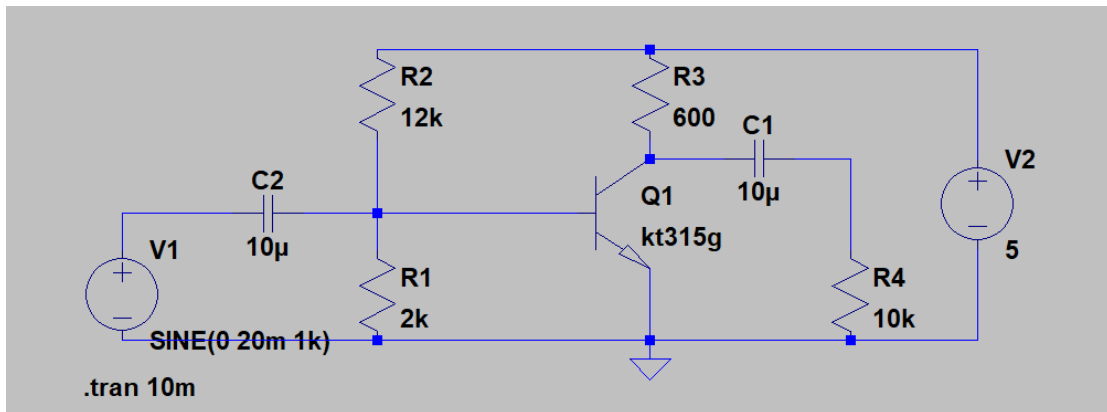 R2
12k
R3
600
C1
10µ
V2
5
C2
10µ
Q1
kt315g
V1
SINE(0 20m 1k)
R1
2k
R4
10k
.tran 10m